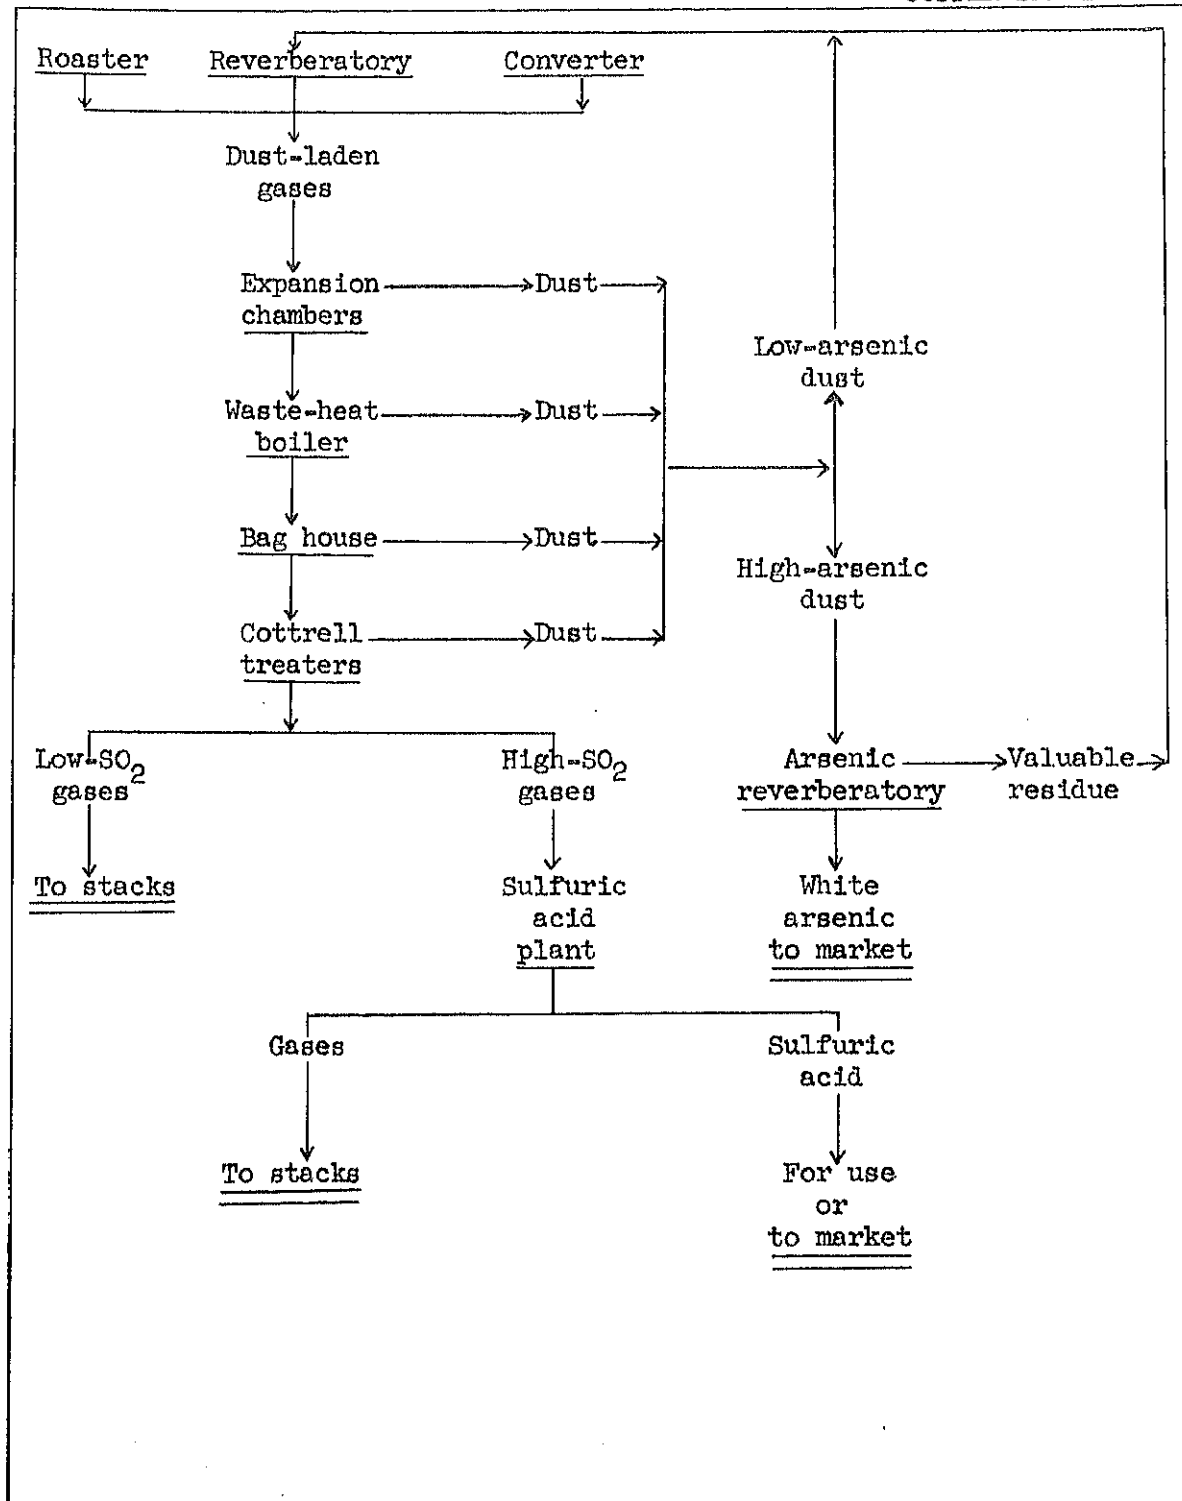 Roaster Reverberatory Converter
Dust-laden
gases
Expansion Dust
chambers
Low-arsenic
dust
Waste-heat Dust
boiler
Bag house Dust
High-arsenic
dust
Cottrell Dust
treaters
Low-SO2 High-SO2 Arsenic Valuable
gases gases reverberatory residue
To stacks Sulfuric White
acid arsenic
plant to market
Gases Sulfuric
acid
To stacks For use
or
to market